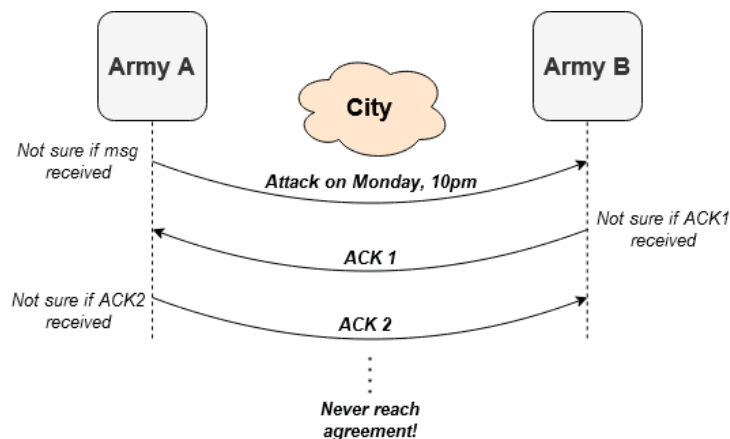 Army A
Army B
City
Not sure if msg
received
Attack on Monday, 10pm
Not sure if ACK1
received
ACK 1
Not sure if ACK2
received
ACK 2
Never reach
agreement!